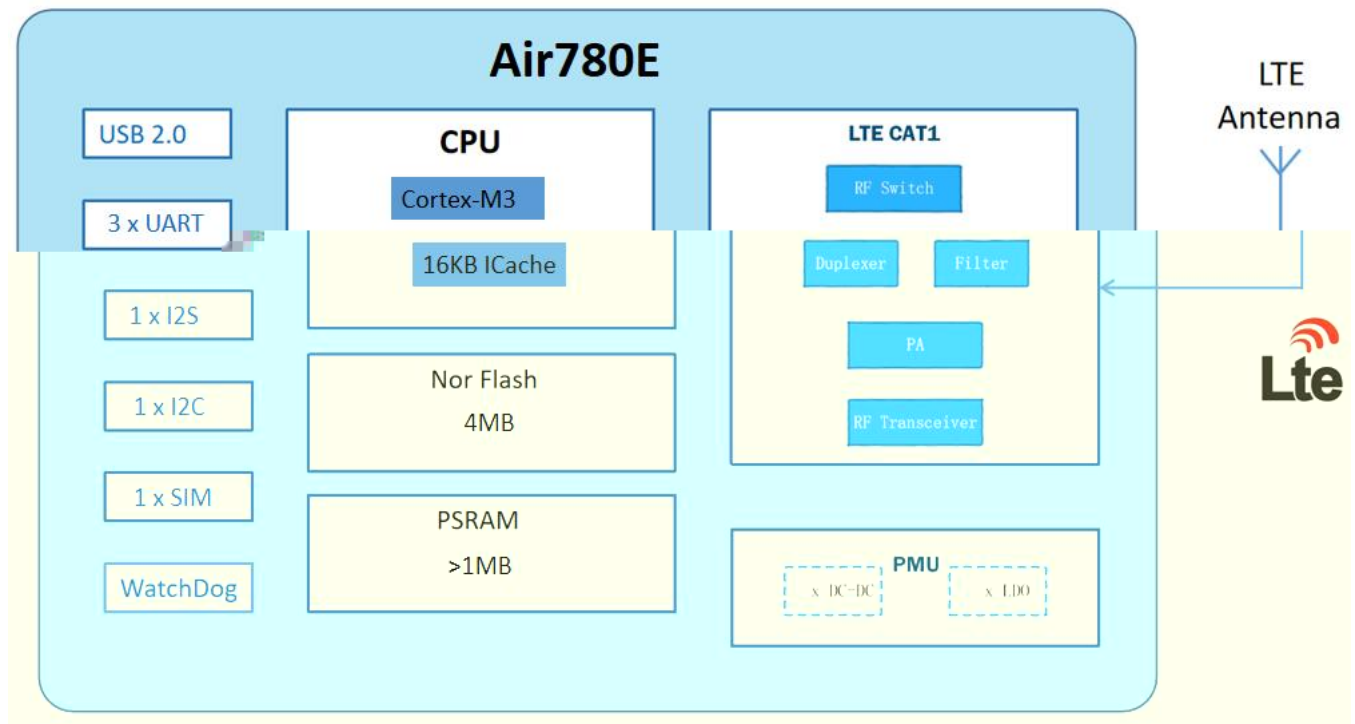 Air780E
LTE
Antenna
USB 2.0
3 x UART
1 x I2S
1 x I2C
1 x SIM
WatchDog
CPU
Cortex-M3
16KB ICache
Nor Flash
4MB
PSRAM
>1MB
LTE CAT1
RF Switch
Duplexer
Filter
PA
RF Transceiver
PMU
x DC-DC
x LDO
Lte